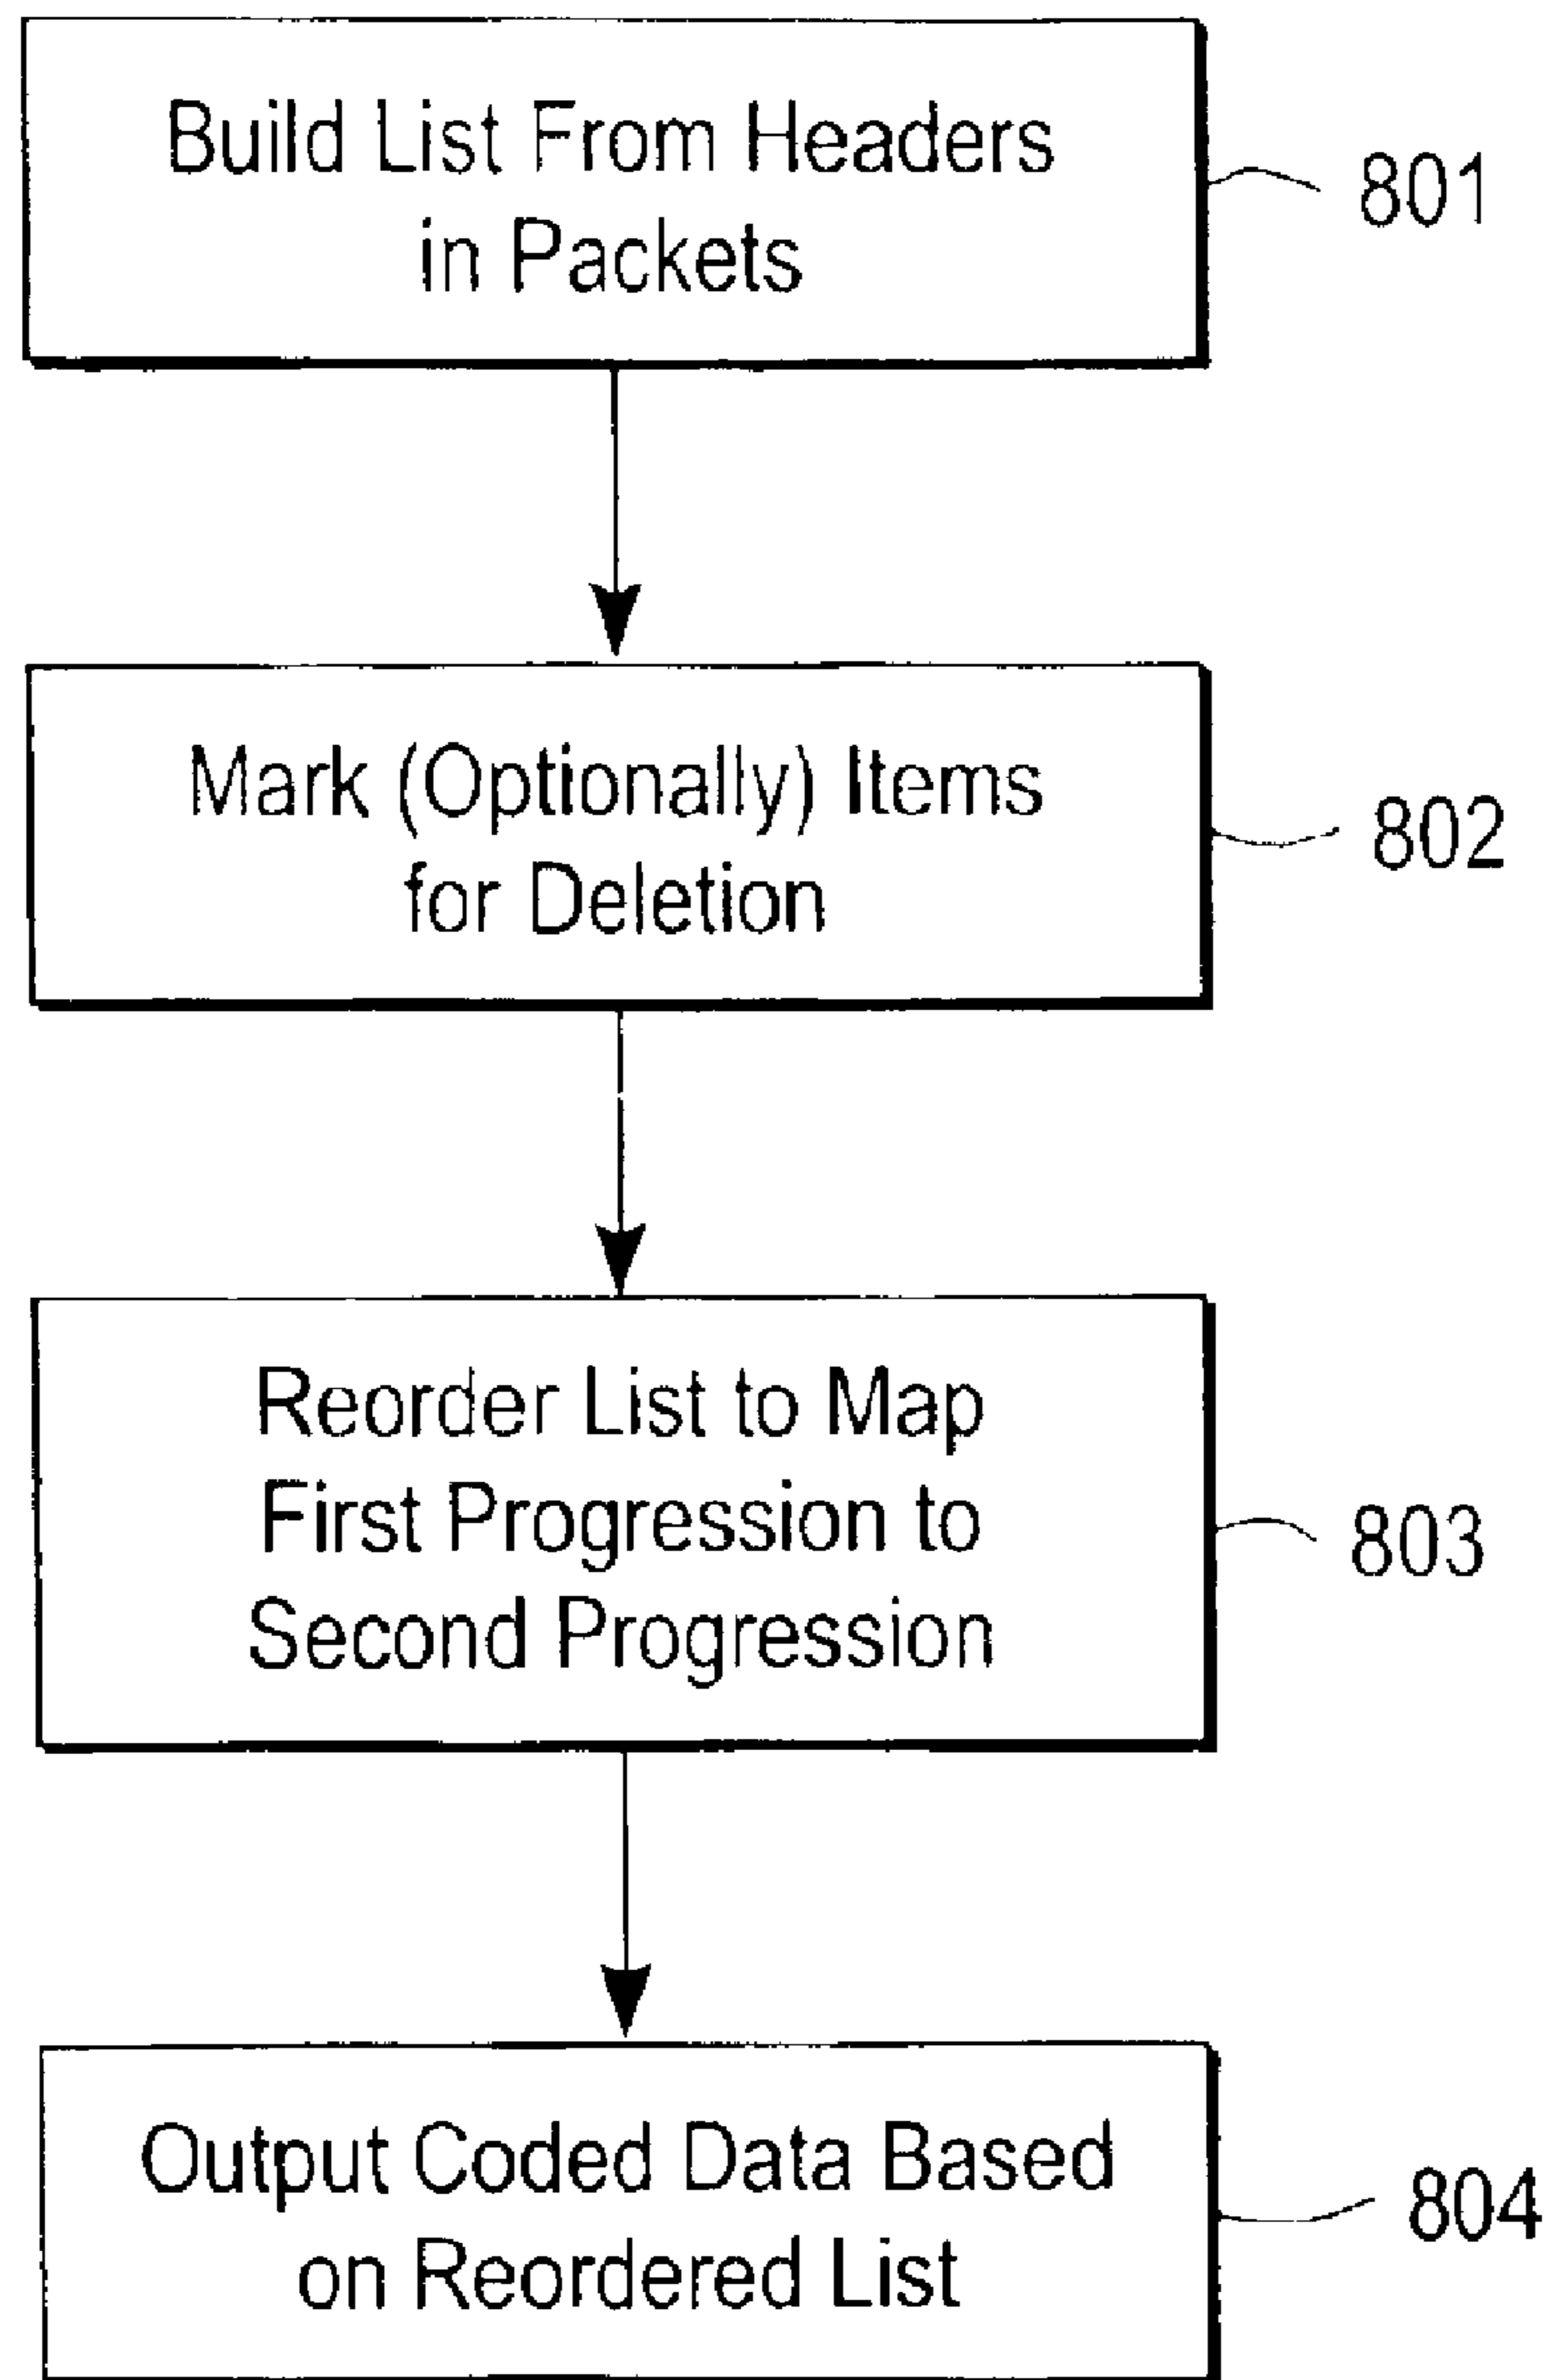 Build List From Headers
in Packets
801
Mark (Optionally) Items
for Deletion
802
Reorder List to Map
First Progression to
Second Progression
803
Output Coded Data Based
on Reordered List
804